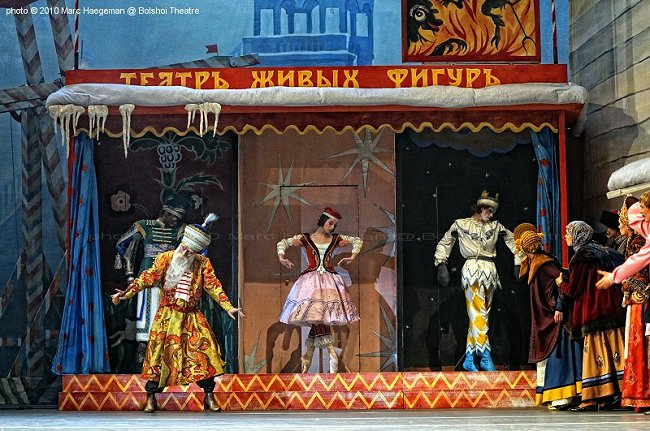 photo © 2010 Marc Haegeman @ Bolshoi Theatre
ТЕАТРЪ ЖИВЫХ ФИГУРЪ